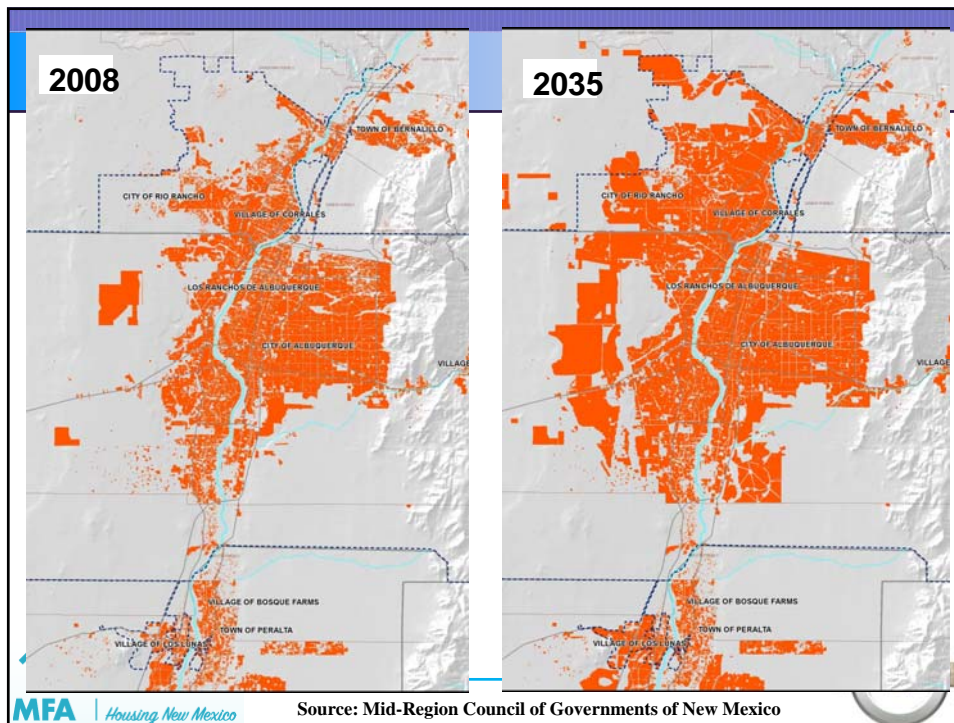 2008
TOWN OF BERNALILLO
CITY OF RIO RANCHO
VILLAGE OF CORRALES
LOS RANCHOS DE ALBUQUERQUE
CITY OF ALBUQUERQUE
VILLAGE
VILLAGE OF BOSQUE FARMS
TOWN OF PERALTA
VILLAGE OF LOS LUNAS
2035
TOWN OF BERNALILLO
CITY OF RIO RANCHO
VILLAGE OF CORRALES
LOS RANCHOS DE ALBUQUERQUE
CITY OF ALBUQUERQUE
VILLAG
VILLAGE OF BOSQUE FARMS
TOWN OF PERALTA
VILLAGE OF LOS LUNAS
MFA | Housing New Mexico
Source: Mid-Region Council of Governments of New Mexico